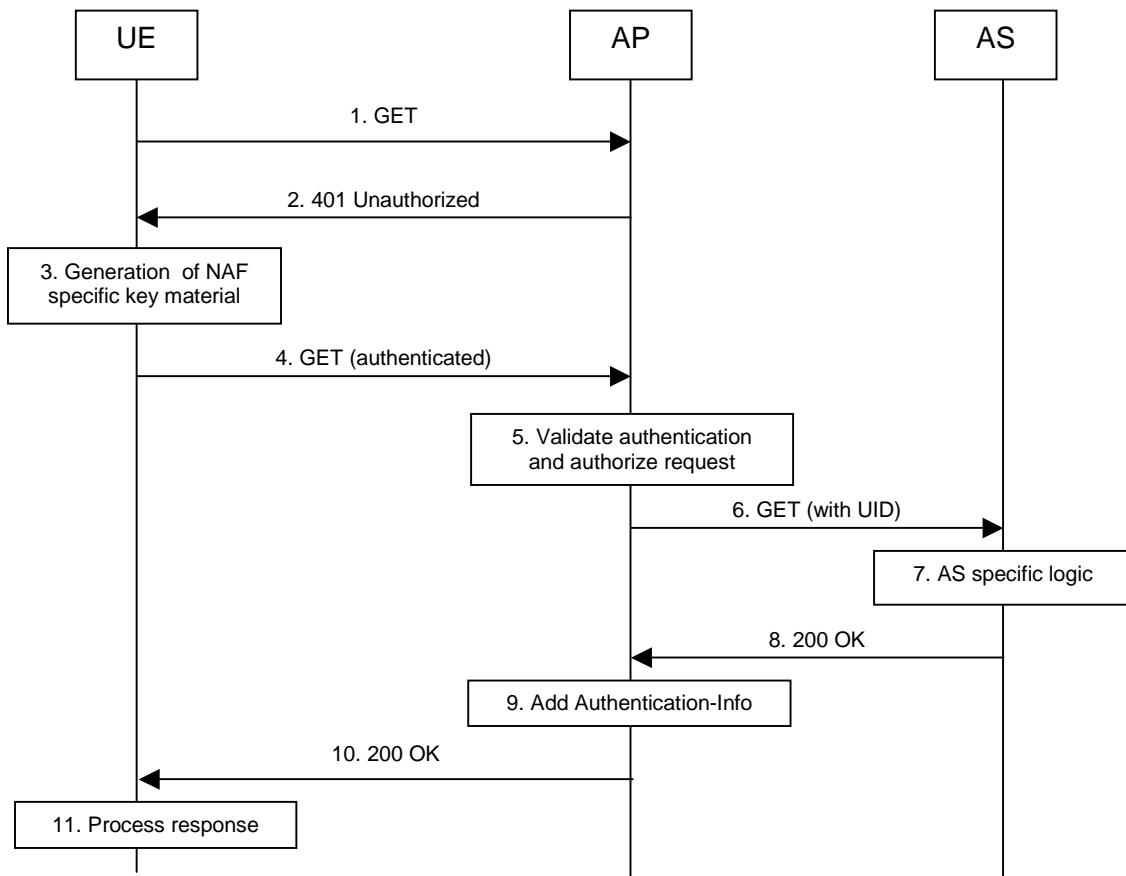 UE
AP
AS
1. GET
2. 401 Unauthorized
3. Generation of NAF
specific key material
4. GET (authenticated)
5. Validate authentication
and authorize request
6. GET (with UID)
7. AS specific logic
8. 200 OK
9. Add Authentication-Info
10. 200 OK
11. Process response